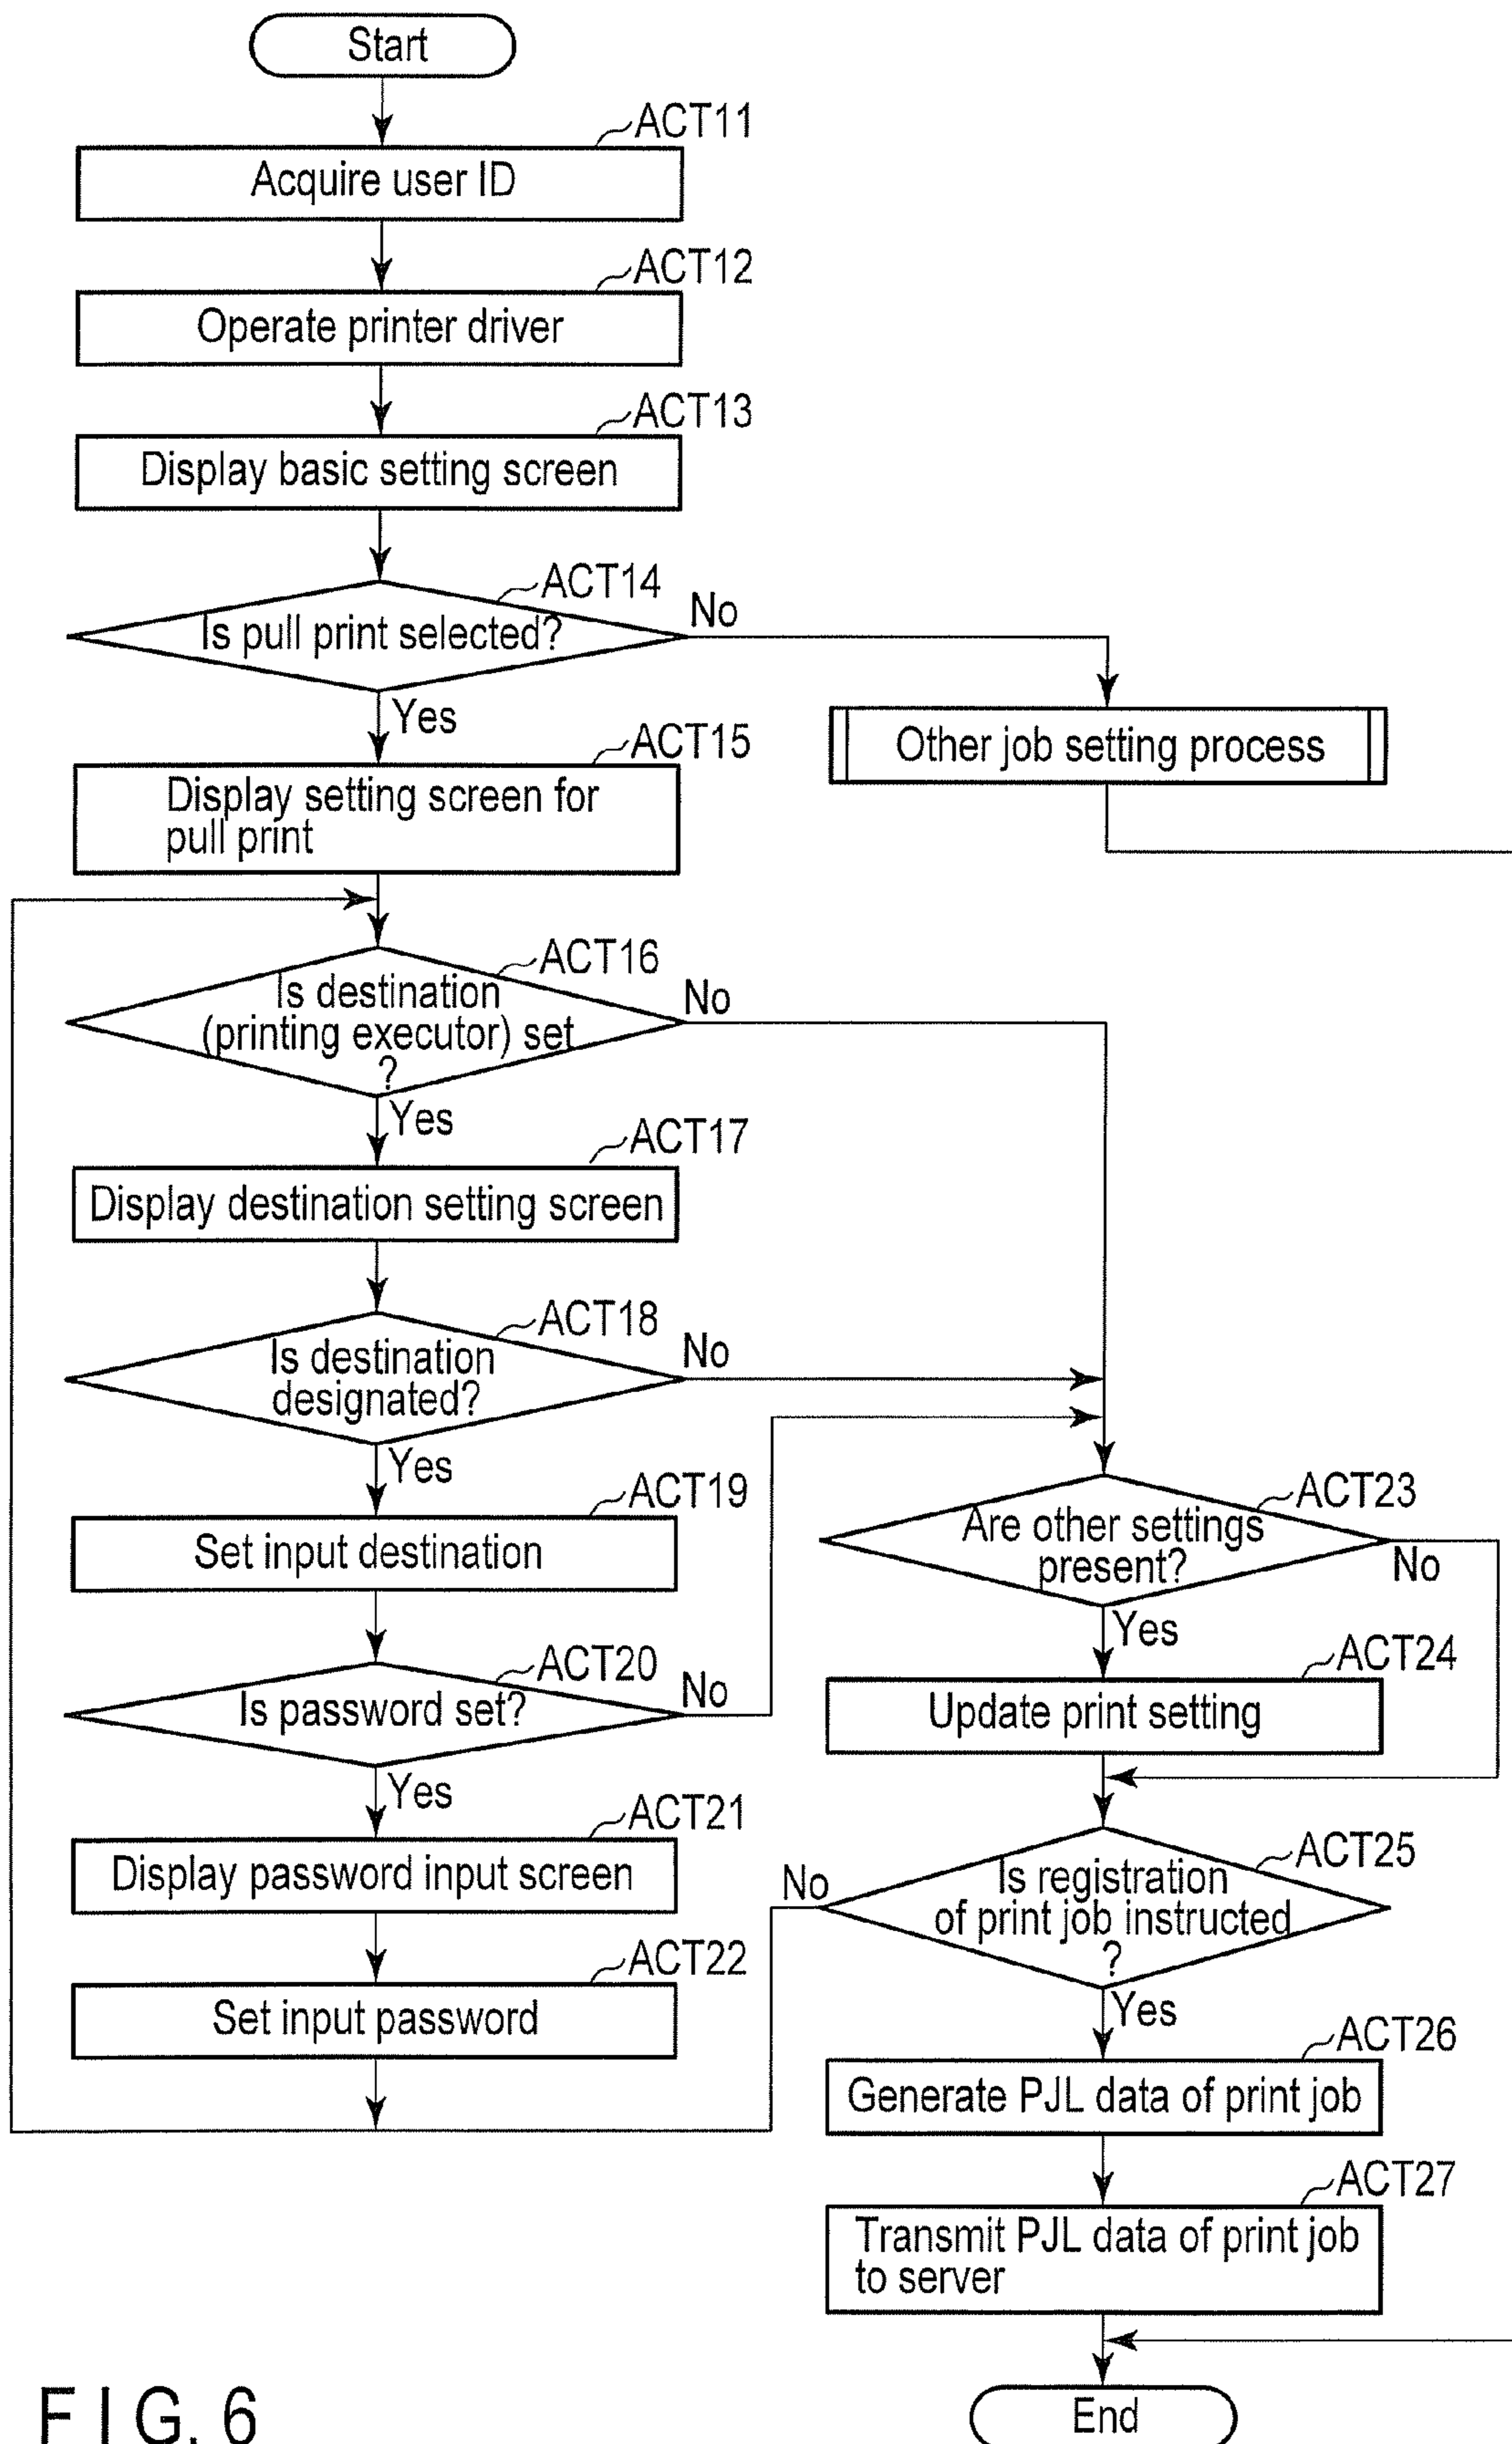 Start
ACT11
Acquire user ID
ACT12
Operate printer driver
ACT13
Display basic setting screen
ACT14
Is pull print selected?
No
Yes
ACT15
Display setting screen for
pull print
Other job setting process
ACT16
Is destination
(printing executor) set
?
No
Yes
ACT17
Display destination setting screen
ACT18
Is destination
designated?
No
Yes
ACT19
Set input destination
ACT20
Is password set?
No
Yes
ACT21
Display password input screen
ACT22
Set input password
ACT23
Are other settings
present?
No
Yes
ACT24
Update print setting
ACT25
Is registration
of print job instructed
?
No
Yes
ACT26
Generate PJL data of print job
ACT27
Transmit PJL data of print job
to server
End
FIG. 6